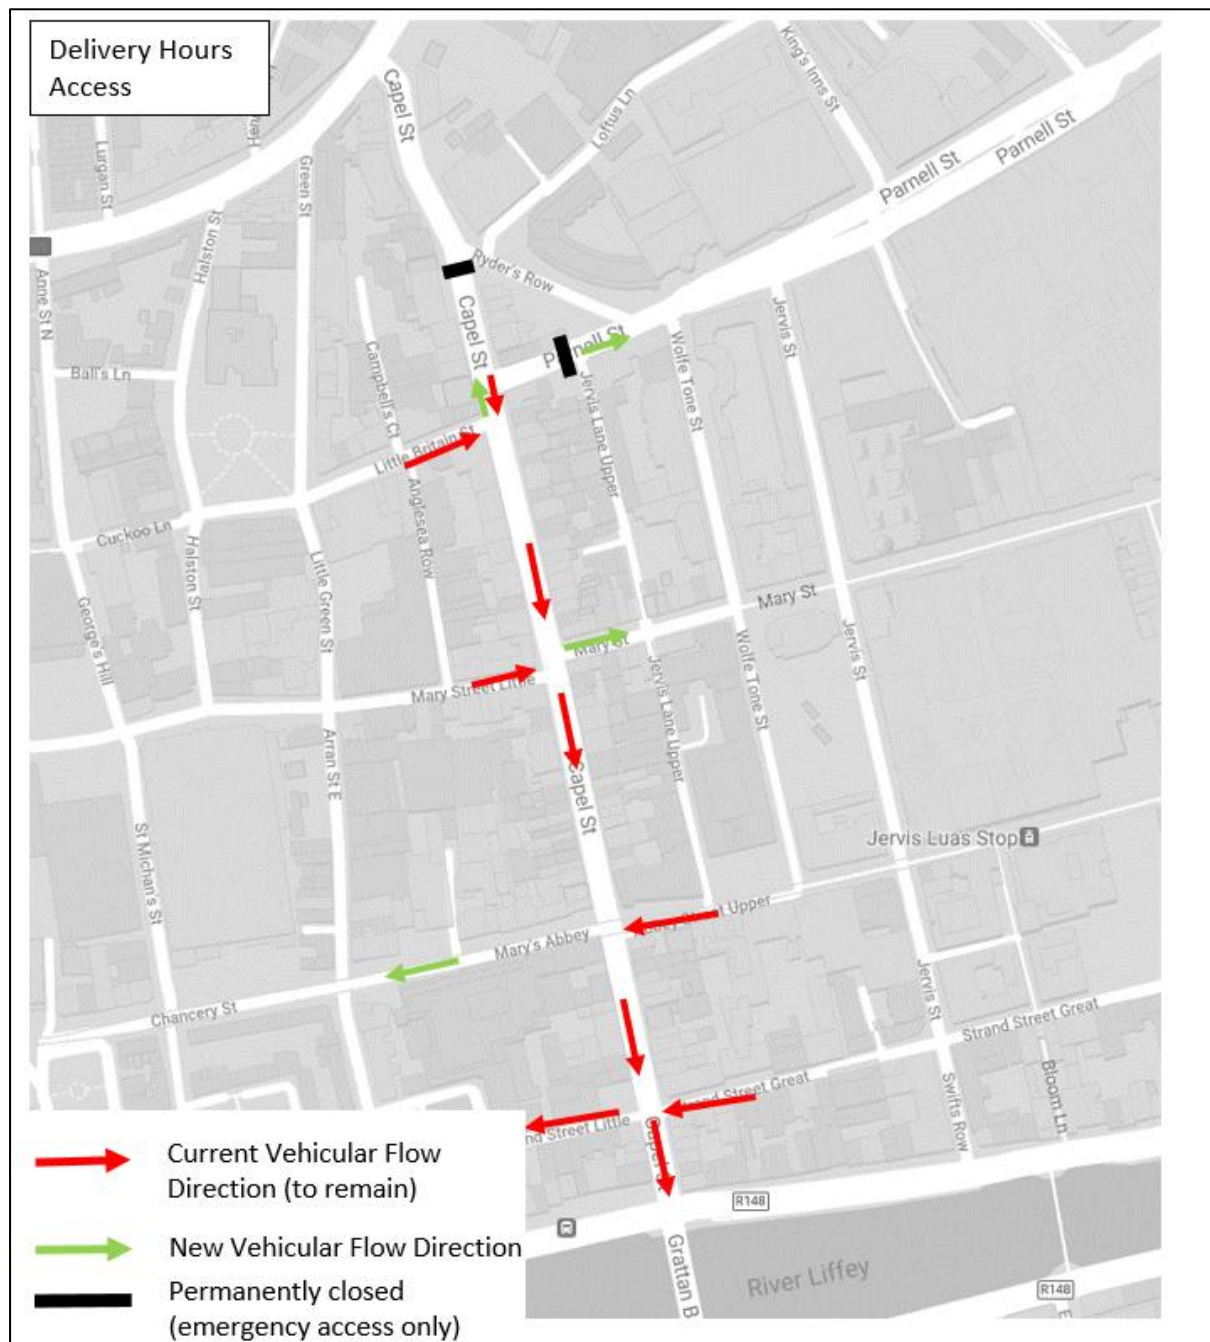 Delivery Hours
Access
Capel St
King's Inns St
Loftus Ln
Lurgan St
Green St
Parnell St
Parnell St
Halston St
Ryder's Row
Anne St N
Capel St
Jervis St
Parnell St
Wolfe Tone St
Ball's Ln
Campbell's Ct
Jervis Lane Upper
Little Britain St
Anglesea Row
Cuckoo Ln
Halston St
Little Green St
Mary St
George's Hill
Mary St
Jervis St
Wolfe Tone St
Mary Street Little
Jervis Lane Upper
Arran St E
Capel St
St Michan's St
Jervis Luas Stop
Street Upper
Mary's Abbey
Jervis St
Chancery St
Strand Street Great
Strand Street Great
Bloom Ln
Swifts Row
Street Little
Current Vehicular Flow
Direction (to remain)
R148
New Vehicular Flow Direction
Grattan B
River Liffey
R148
Permanently closed
(emergency access only)